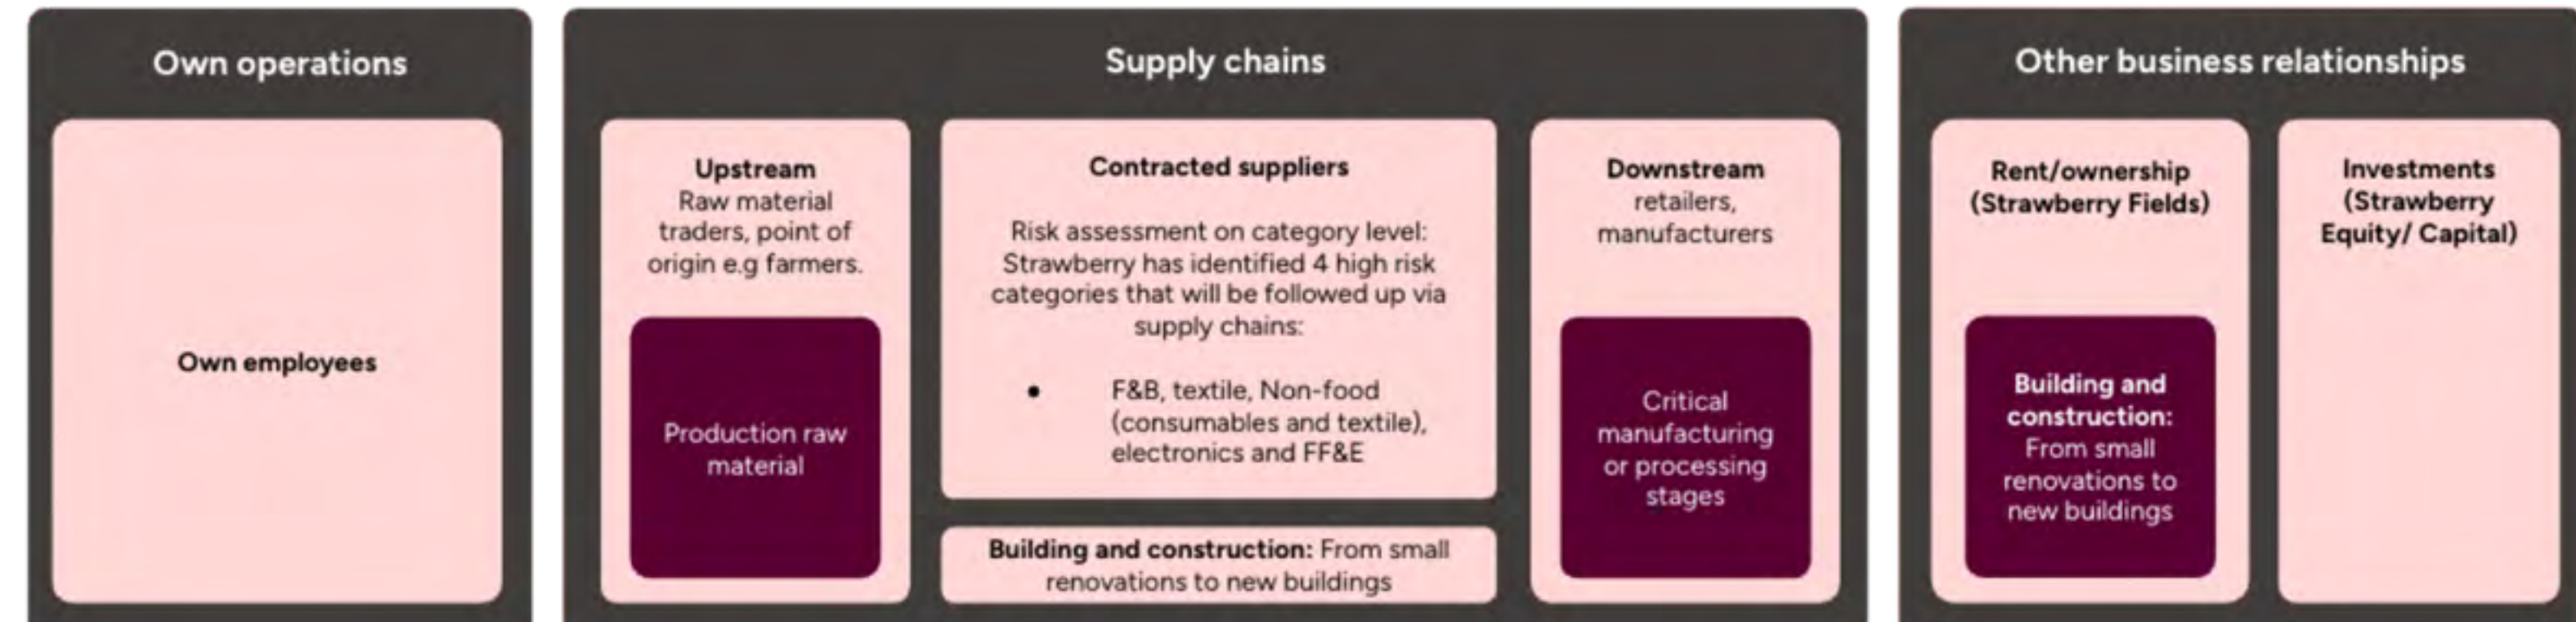 Own operations
Own employees
Supply chains
Upstream
Raw material
traders, point of
origin e.g farmers.
Production raw
material
Contracted suppliers
Risk assessment on category level:
Strawberry has identified 4 high risk
categories that will be followed up via
supply chains:
• F&B, textile, Non-food
(consumables and textile),
electronics and FF&E
Building and construction: From small
renovations to new buildings
Downstream
retailers,
manufacturers
Critical
manufacturing
or processing
stages
Other business relationships
Rent/ownership
(Strawberry Fields)
Building and
construction:
From small
renovations to
new buildings
Investments
(Strawberry
Equity/ Capital)